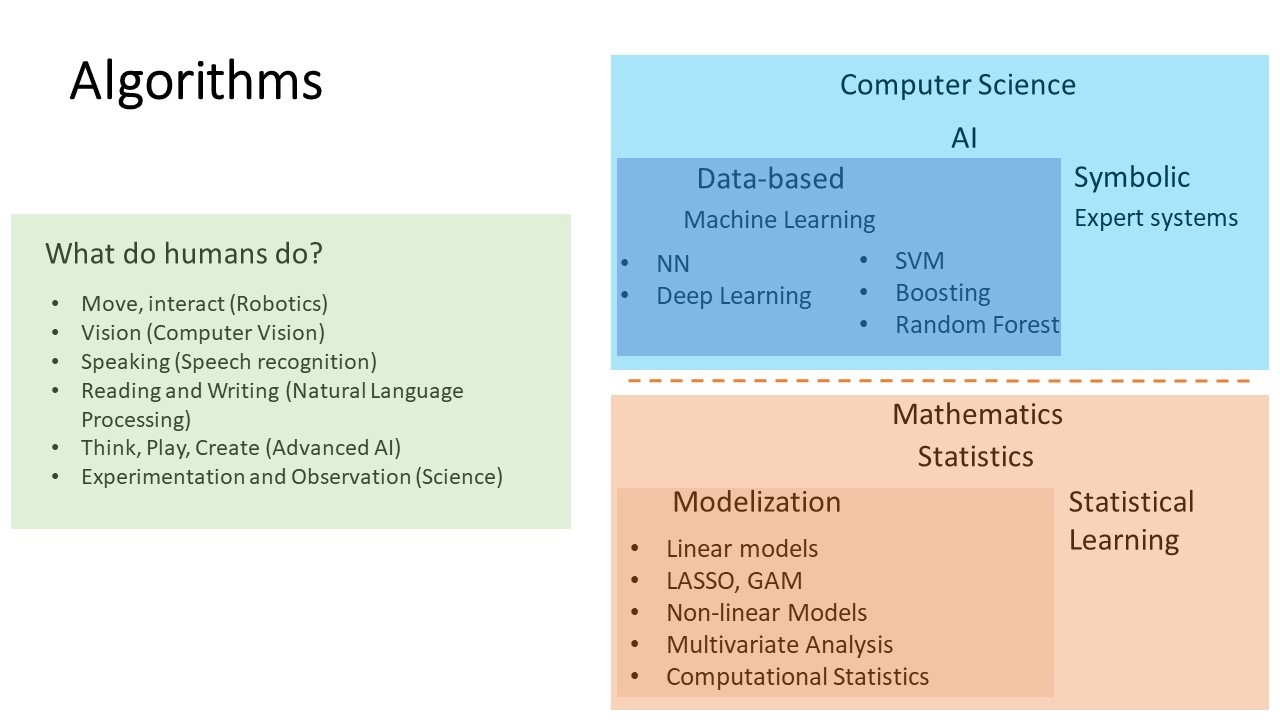 Algorithms
What do humans do?
• Move, interact (Robotics)
• Vision (Computer Vision)
• Speaking (Speech recognition)
• Reading and Writing (Natural Language
Processing)
• Think, Play, Create (Advanced AI)
• Experimentation and Observation (Science)
Computer Science
AI
Data-based
Machine Learning
• NN
• Deep Learning
• SVM
• Boosting
• Random Forest
Symbolic
Expert systems
Mathematics
Statistics
Modelization
• Linear models
• LASSO, GAM
• Non-linear Models
• Multivariate Analysis
• Computational Statistics
Statistical
Learning